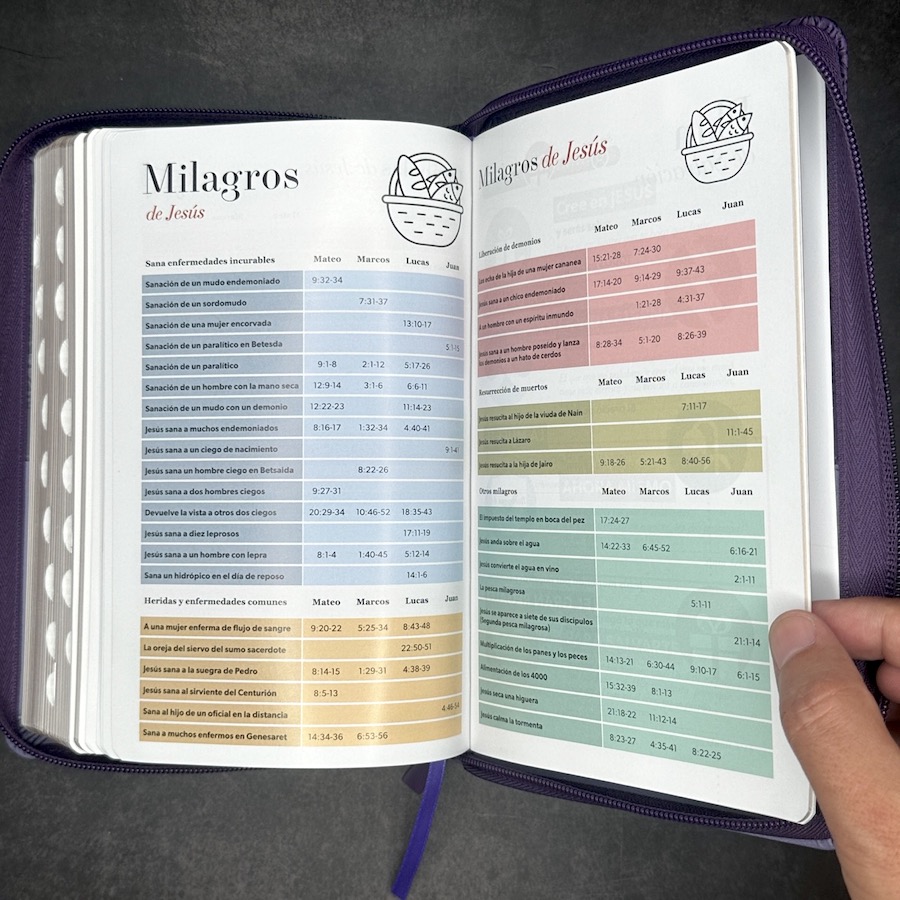 Milagros
de Jesús
Sana enfermedades incurables Mateo Marcos Lucas Juan
Sanación de un mudo endemoniado 9:32-34
Sanación de un sordomudo 7:31-37
Sanación de una mujer encorvada 13:10-17
Sanación de un paralítico en Betesda 5:1-15
Sanación de un paralítico 9:1-8 2:1-12 5:17-26
Sanación de un hombre con la mano seca 12:9-14 3:1-6 6:6-11
Sanación de un mudo con un demonio 12:22-23 11:14-23
Jesús sana a muchos endemoniados 8:16-17 1:32-34 4:40-41
Jesús sana a un ciego de nacimiento 9:1-41
Jesús sana un hombre ciego en Betsaida 8:22-26
Jesús sana a dos hombres ciegos 9:27-31
Devuelve la vista a otros dos ciegos 20:29-34 10:46-52 18:35-43
Jesús sana a diez leprosos 17:11-19
Jesús sana a un hombre con lepra 8:1-4 1:40-45 5:12-14
Sana un hidrópico en el día de reposo 14:1-6
Heridas y enfermedades comunes Mateo Marcos Lucas Juan
A una mujer enferma de flujo de sangre 9:20-22 5:25-34 8:43-48
La oreja del siervo del sumo sacerdote 22:50-51
Jesús sana a la suegra de Pedro 8:14-15 1:29-31 4:38-39
Jesús sana al sirviente del Centurión 8:5-13
Sana al hijo de un oficial en la distancia 4:46-54
Sana a muchos enfermos en Genesaret 14:34-36 6:53-56
Milagros de Jesús
Liberación de demonios Mateo Marcos Lucas Juan
Los echa de la hija de una mujer cananea 15:21-28 7:24-30
Jesús sana a un chico endemoniado 17:14-20 9:14-29 9:37-43
A un hombre con un espíritu inmundo 1:21-28 4:31-37
Jesús sana a un hombre poseido y lanza
los demonios a un hato de cerdos 8:28-34 5:1-20 8:26-39
Resurrección de muertos Mateo Marcos Lucas Juan
Jesús resucita al hijo de la viuda de Naín 7:11-17
Jesús resucita a Lázaro 11:1-45
Jesús resucita a la hija de Jairo 9:18-26 5:21-43 8:40-56
Otros milagros Mateo Marcos Lucas Juan
El impuesto del templo en boca del pez 17:24-27
Jesús anda sobre el agua 14:22-33 6:45-52 6:16-21
Jesús convierte el agua en vino 2:1-11
La pesca milagrosa 5:1-11
Jesús se aparece a siete de sus discípulos
(Segunda pesca milagrosa) 21:1-14
Multiplicación de los panes y los peces 14:13-21 6:30-44 9:10-17 6:1-15
Alimentación de los 4000 15:32-39 8:1-13
Jesús seca una higuera 21:18-22 11:12-14
Jesús calma la tormenta 8:23-27 4:35-41 8:22-25